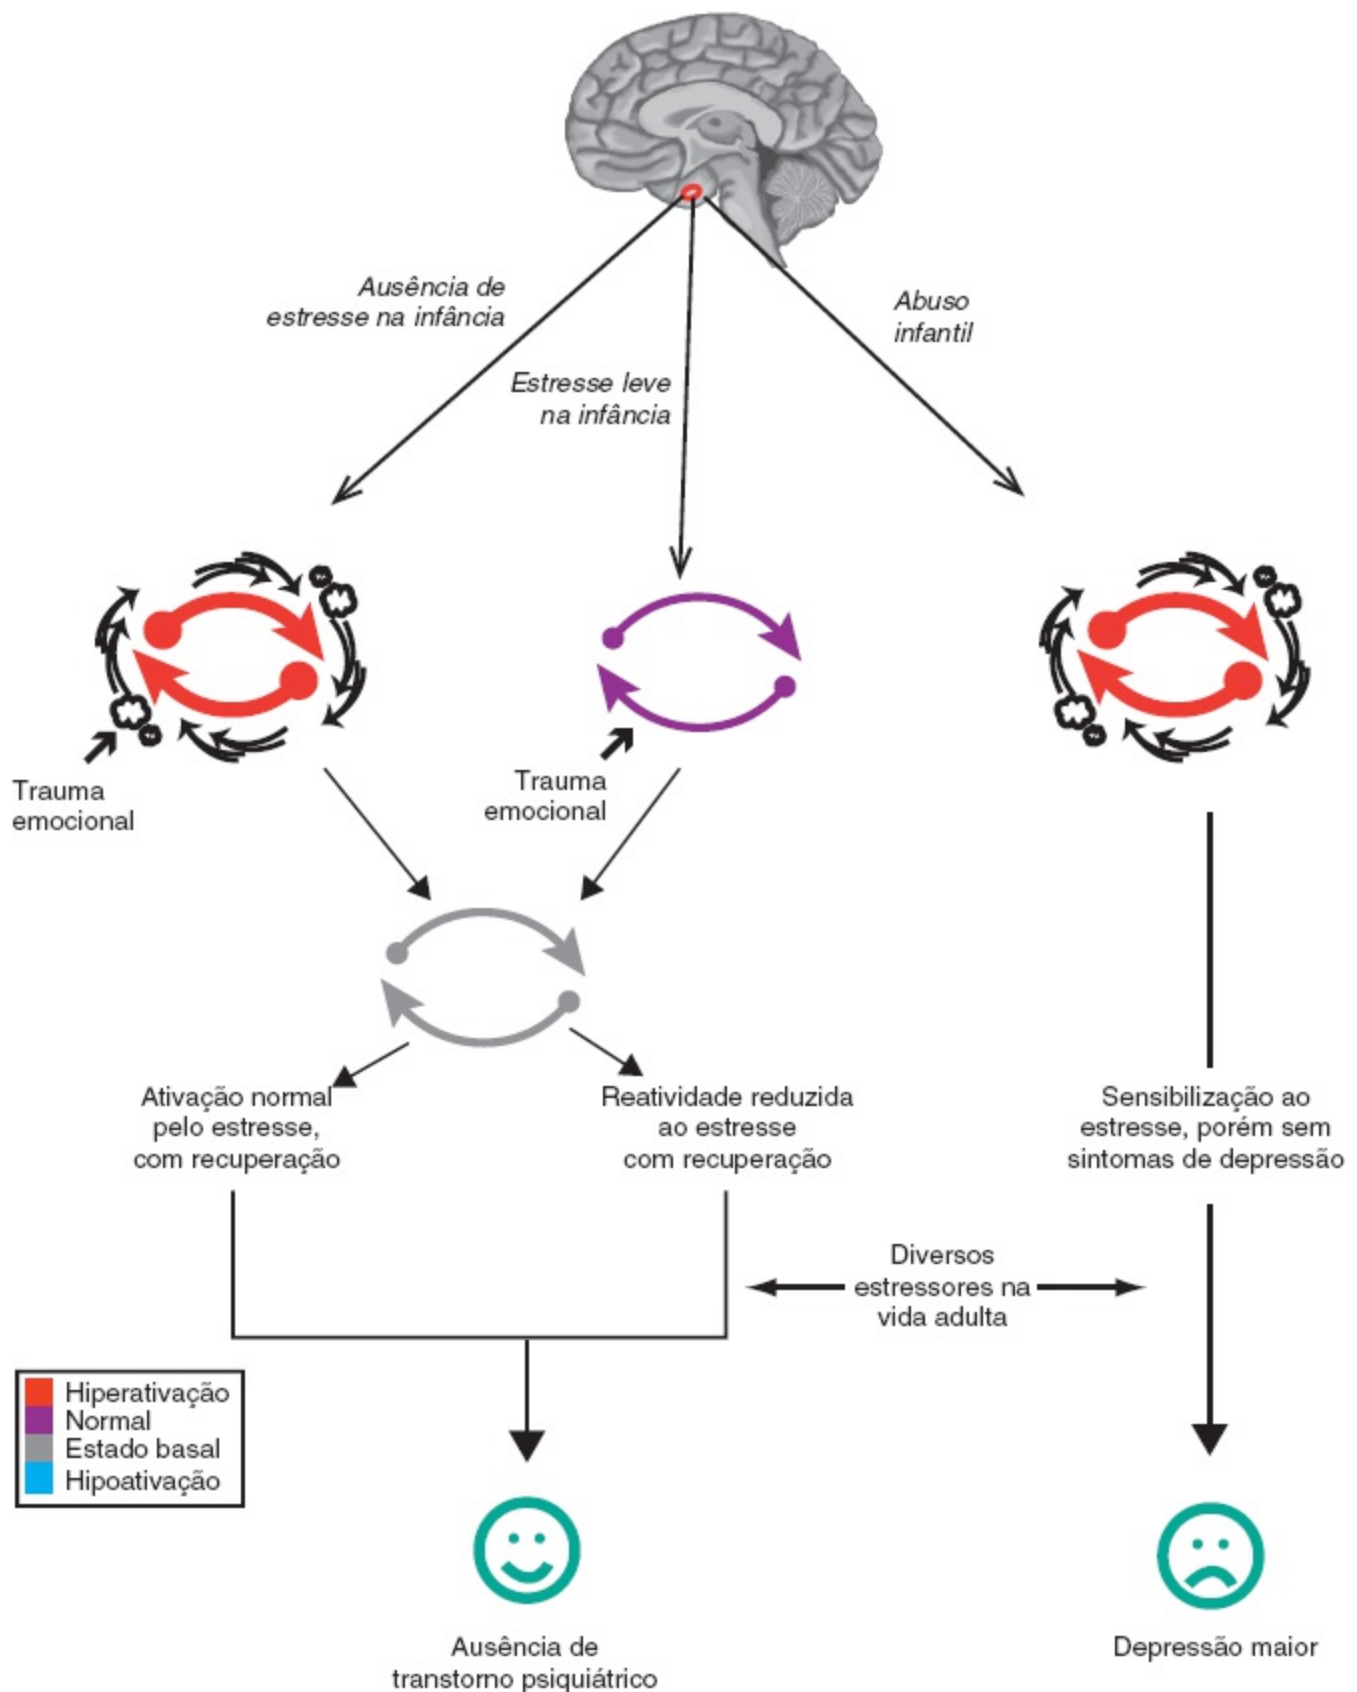 Ausência de
estresse na infância
Abuso
infantil
Estresse leve
na infância
Trauma
emocional
Trauma
emocional
Ativação normal
pelo estresse,
com recuperação
Reatividade reduzida
ao estresse
com recuperação
Sensibilização ao
estresse, porém sem
sintomas de depressão
Diversos
estressores na
vida adulta
Hiperativação
Normal
Estado basal
Hipoativação
Ausência de
transtorno psiquiátrico
Depressão maior